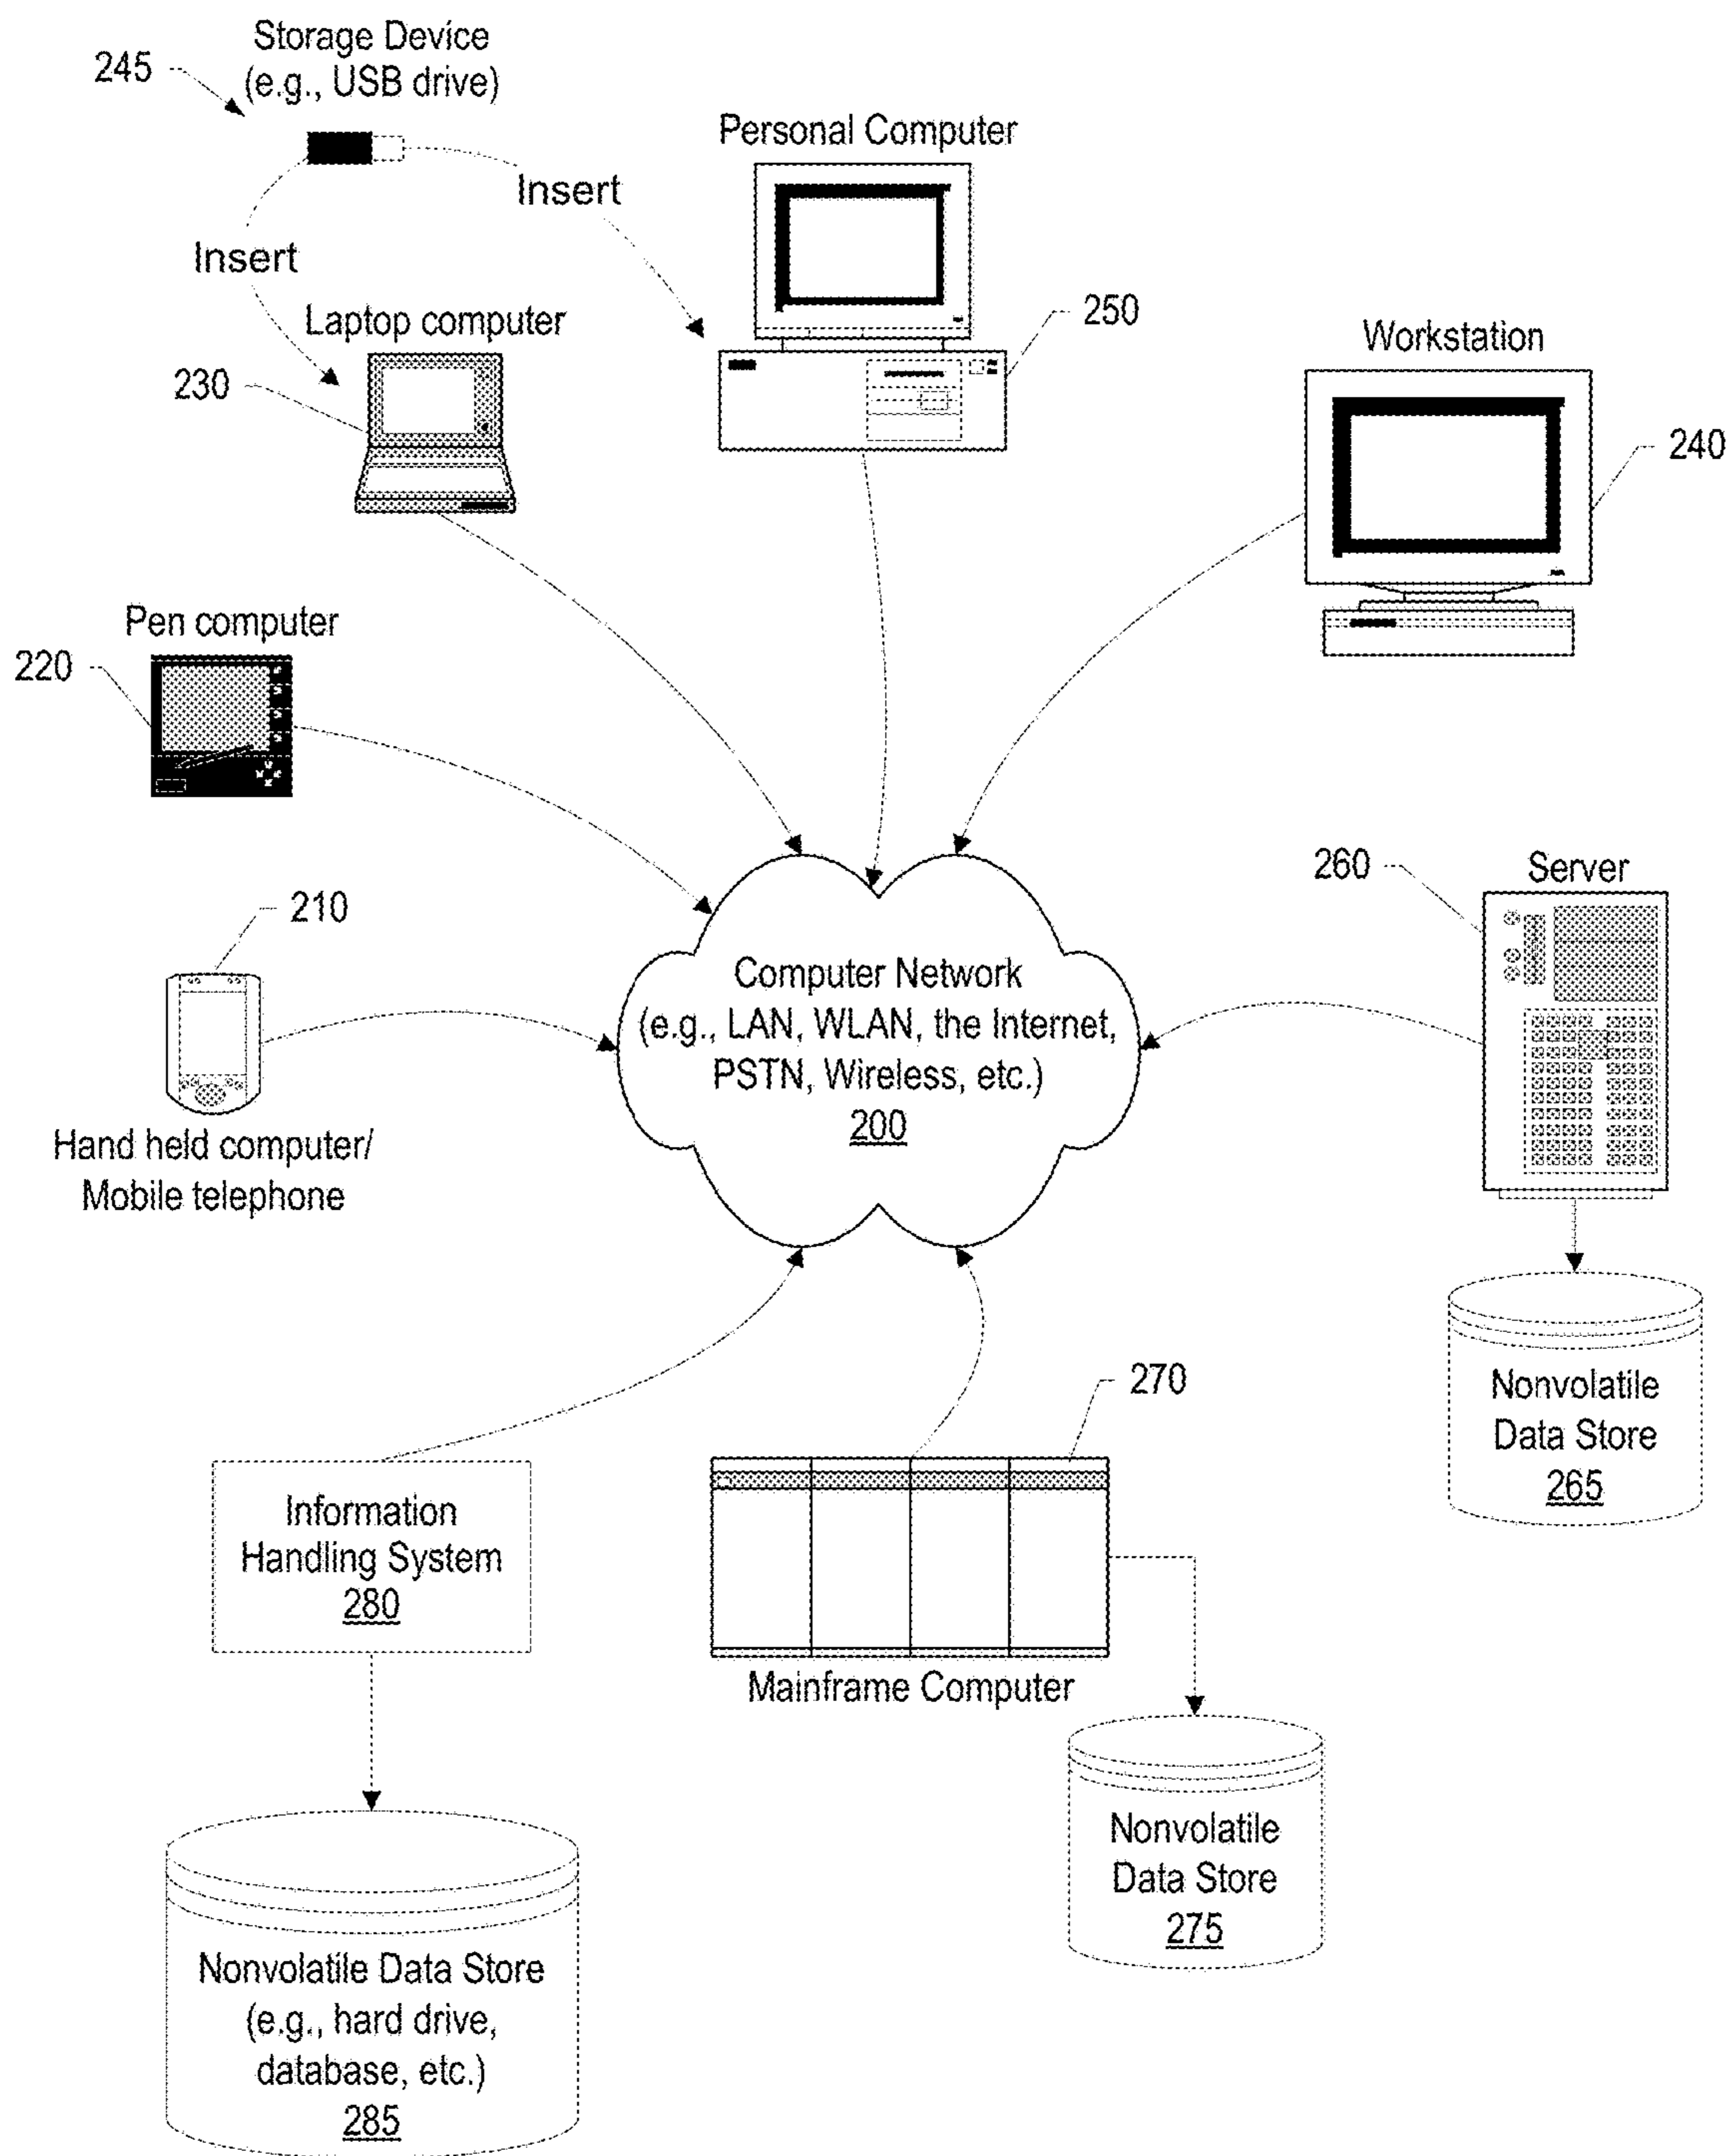 Storage Device
(e.g., USB drive)
245
Personal Computer
Insert
Insert
Laptop computer
230
250
Workstation
240
Pen computer
220
210
Hand held computer/
Mobile telephone
Computer Network
(e.g., LAN, WLAN, the Internet,
PSTN, Wireless, etc.)
200
260
Server
Nonvolatile
Data Store
265
270
Mainframe Computer
Information
Handling System
280
Nonvolatile
Data Store
275
Nonvolatile Data Store
(e.g., hard drive,
database, etc.)
285